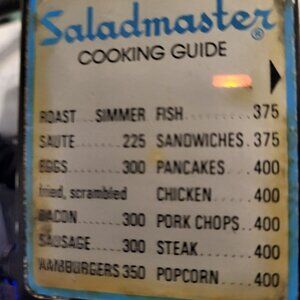 Saladmaster®
COOKING GUIDE
ROAST .. SIMMER FISH ........... 375
SAUTE ......... 225 SANDWICHES . 375
EGGS .......... 300 PANCAKES ... 400
fried, scrambled CHICKEN ...... 400
BACON ........ 300 PORK CHOPS .. 400
SAUSAGE ..... 300 STEAK ......... 400
HAMBURGERS 350 POPCORN ..... 400